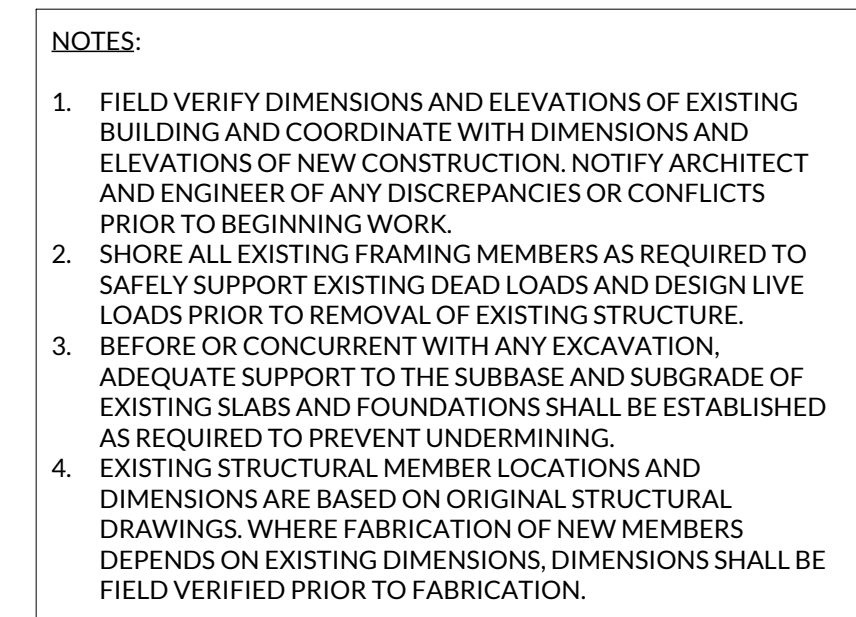 NOTES:
1. FIELD VERIFY DIMENSIONS AND ELEVATIONS OF EXISTING
BUILDING AND COORDINATE WITH DIMENSIONS AND
ELEVATIONS OF NEW CONSTRUCTION. NOTIFY ARCHITECT
AND ENGINEER OF ANY DISCREPANCIES OR CONFLICTS
PRIOR TO BEGINNING WORK.
2. SHORE ALL EXISTING FRAMING MEMBERS AS REQUIRED TO
SAFELY SUPPORT EXISTING DEAD LOADS AND DESIGN LIVE
LOADS PRIOR TO REMOVAL OF EXISTING STRUCTURE.
3. BEFORE OR CONCURRENT WITH ANY EXCAVATION,
ADEQUATE SUPPORT TO THE SUBBASE AND SUBGRADE OF
EXISTING SLABS AND FOUNDATIONS SHALL BE ESTABLISHED
AS REQUIRED TO PREVENT UNDERMINING.
4. EXISTING STRUCTURAL MEMBER LOCATIONS AND
DIMENSIONS ARE BASED ON ORIGINAL STRUCTURAL
DRAWINGS. WHERE FABRICATION OF NEW MEMBERS
DEPENDS ON EXISTING DIMENSIONS, DIMENSIONS SHALL BE
FIELD VERIFIED PRIOR TO FABRICATION.